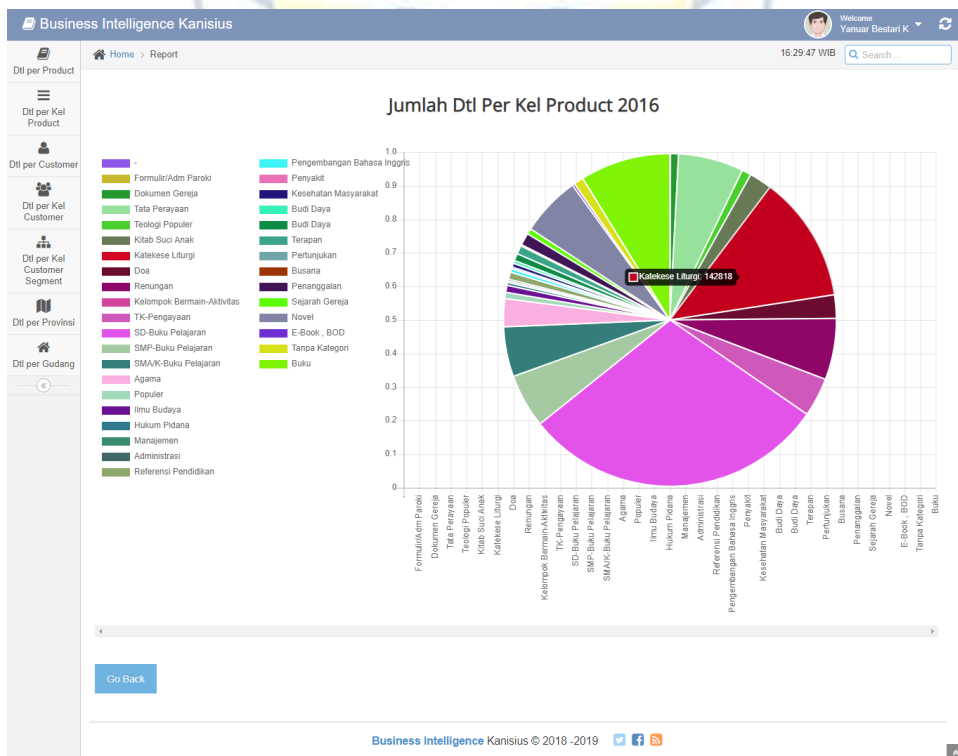 Business Intelligence Kanisius
Welcome
Yanuar Bestari K
Dtl per Product
Dtl per Kel
Product
Dtl per Customer
Dtl per Kel
Customer
Dtl per Kel
Customer
Segment
Dtl per Provinsi
Dtl per Gudang
Home > Report
16:29:47 WIB
Search ...
Jumlah Dtl Per Kel Product 2016
-
Formulir/Adm Paroki
Dokumen Gereja
Tata Perayaan
Teologi Populer
Kitab Suci Anak
Katekese Liturgi
Doa
Renungan
Kelompok Bermain-Aktivitas
TK-Pengayaan
SD-Buku Pelajaran
SMP-Buku Pelajaran
SMA/K-Buku Pelajaran
Agama
Populer
Ilmu Budaya
Hukum Pidana
Manajemen
Administrasi
Referensi Pendidikan
Pengembangan Bahasa Inggris
Penyakit
Kesehatan Masyarakat
Budi Daya
Budi Daya
Terapan
Pertunjukan
Busana
Penanggalan
Sejarah Gereja
Novel
E-Book , BOD
Tanpa Kategori
Buku
1.0
0.9
0.8
0.7
0.6
0.5
0.4
0.3
0.2
0.1
0
Katekese Liturgi: 142818
-
Formulir/Adm Paroki
Dokumen Gereja
Tata Perayaan
Teologi Populer
Kitab Suci Anak
Katekese Liturgi
Doa
Renungan
Kelompok Bermain-Aktivitas
TK-Pengayaan
SD-Buku Pelajaran
SMP-Buku Pelajaran
SMA/K-Buku Pelajaran
Agama
Populer
Ilmu Budaya
Hukum Pidana
Manajemen
Administrasi
Referensi Pendidikan
Pengembangan Bahasa Inggris
Penyakit
Kesehatan Masyarakat
Budi Daya
Budi Daya
Terapan
Pertunjukan
Busana
Penanggalan
Sejarah Gereja
Novel
E-Book , BOD
Tanpa Kategori
Buku
Go Back
Business Intelligence Kanisius © 2018 -2019